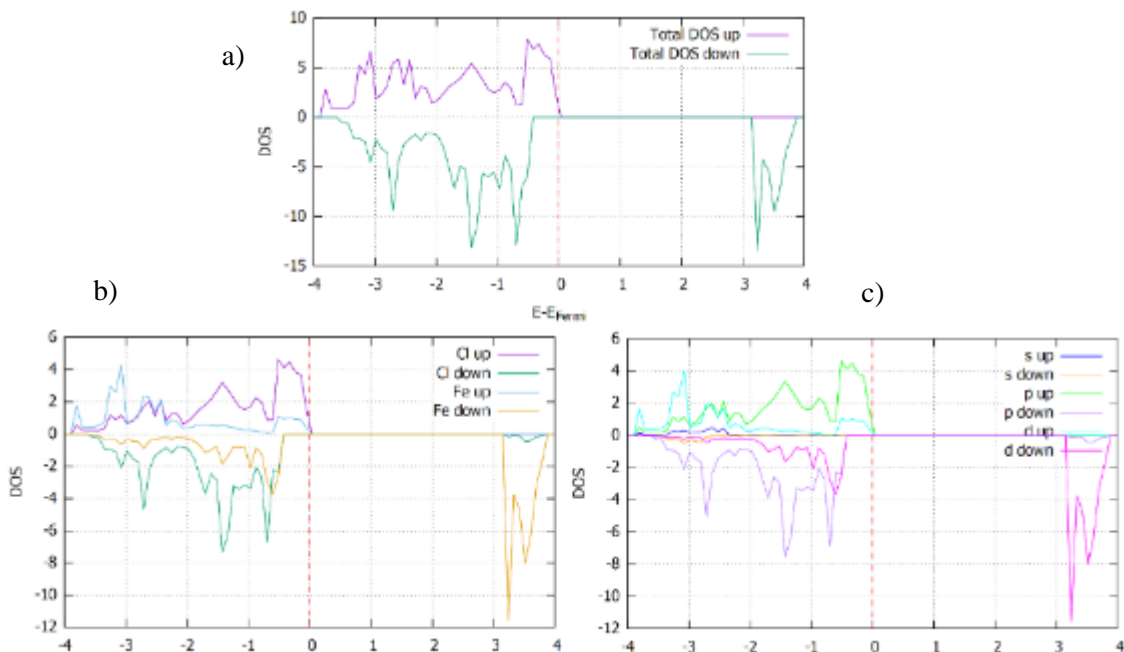 a)
10
5
0
-5
-10
-15
DOS
Total DOS up
Total DOS down
-4 -3 -2 -1 0 1 2 3 4
E-E_Fermi
b)
6
4
2
0
-2
-4
-6
-8
-10
-12
DOS
Cl up
Cl down
Fe up
Fe down
-4 -3 -2 -1 0 1 2 3 4
c)
6
4
2
0
-2
-4
-6
-8
-10
-12
DOS
s up
s down
p up
p down
d up
d down
-4 -3 -2 -1 0 1 2 3 4